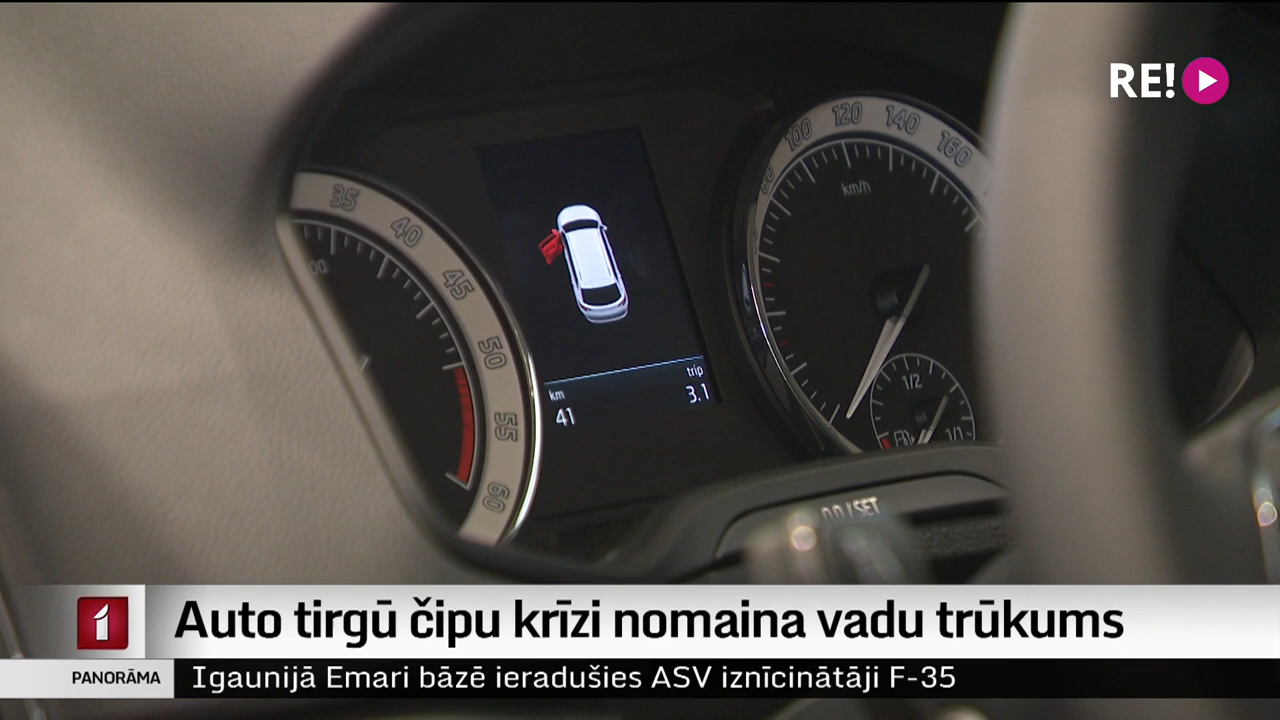 RE!
35
40
45
50
55
60
80
100
120
140
160
km/h
km
41
trip
3.1
1/2
1/1
0.0/SET
1
Auto tirgū čipu krīzi nomaina vadu trūkums
PANORĀMA
Igaunijā Emari bāzē ieradušies ASV iznīcinātāji F-35